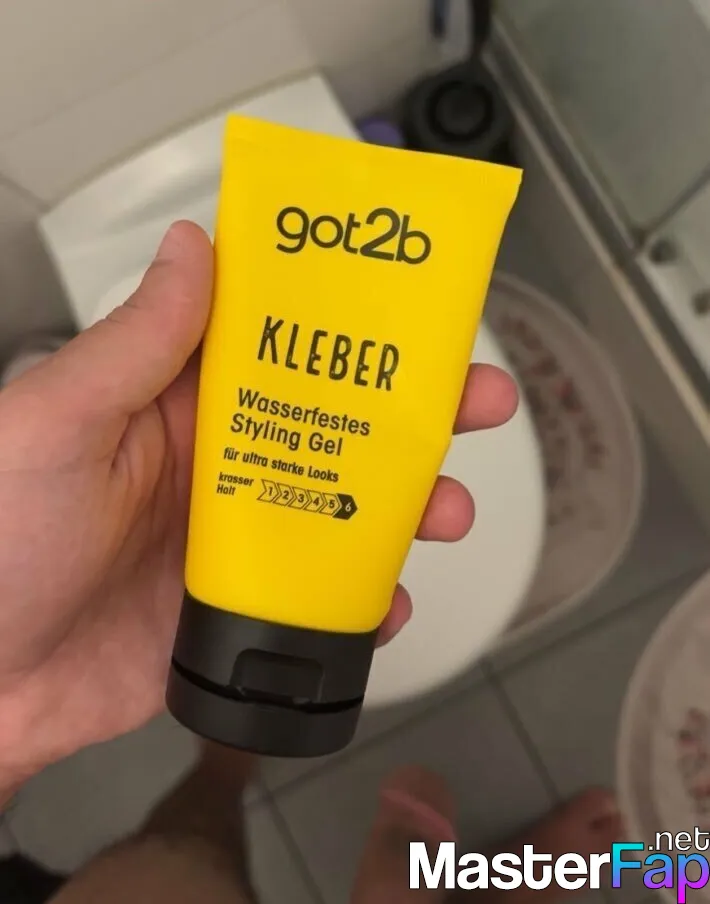 got2b
KLEBER
Wasserfestes
Styling Gel
für ultra starke Looks
krasser
Halt 1 2 3 4 5 6
.net
MasterFap